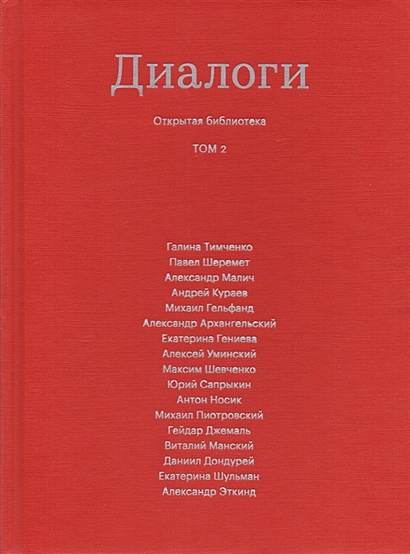 Диалоги
Открытая библиотека
ТОМ 2
Галина Тимченко
Павел Шеремет
Александр Малич
Андрей Кураев
Михаил Гельфанд
Александр Архангельский
Екатерина Гениева
Алексей Уминский
Максим Шевченко
Юрий Сапрыкин
Антон Носик
Михаил Пиотровский
Гейдар Джемаль
Виталий Манский
Даниил Дондурей
Екатерина Шульман
Александр Эткинд